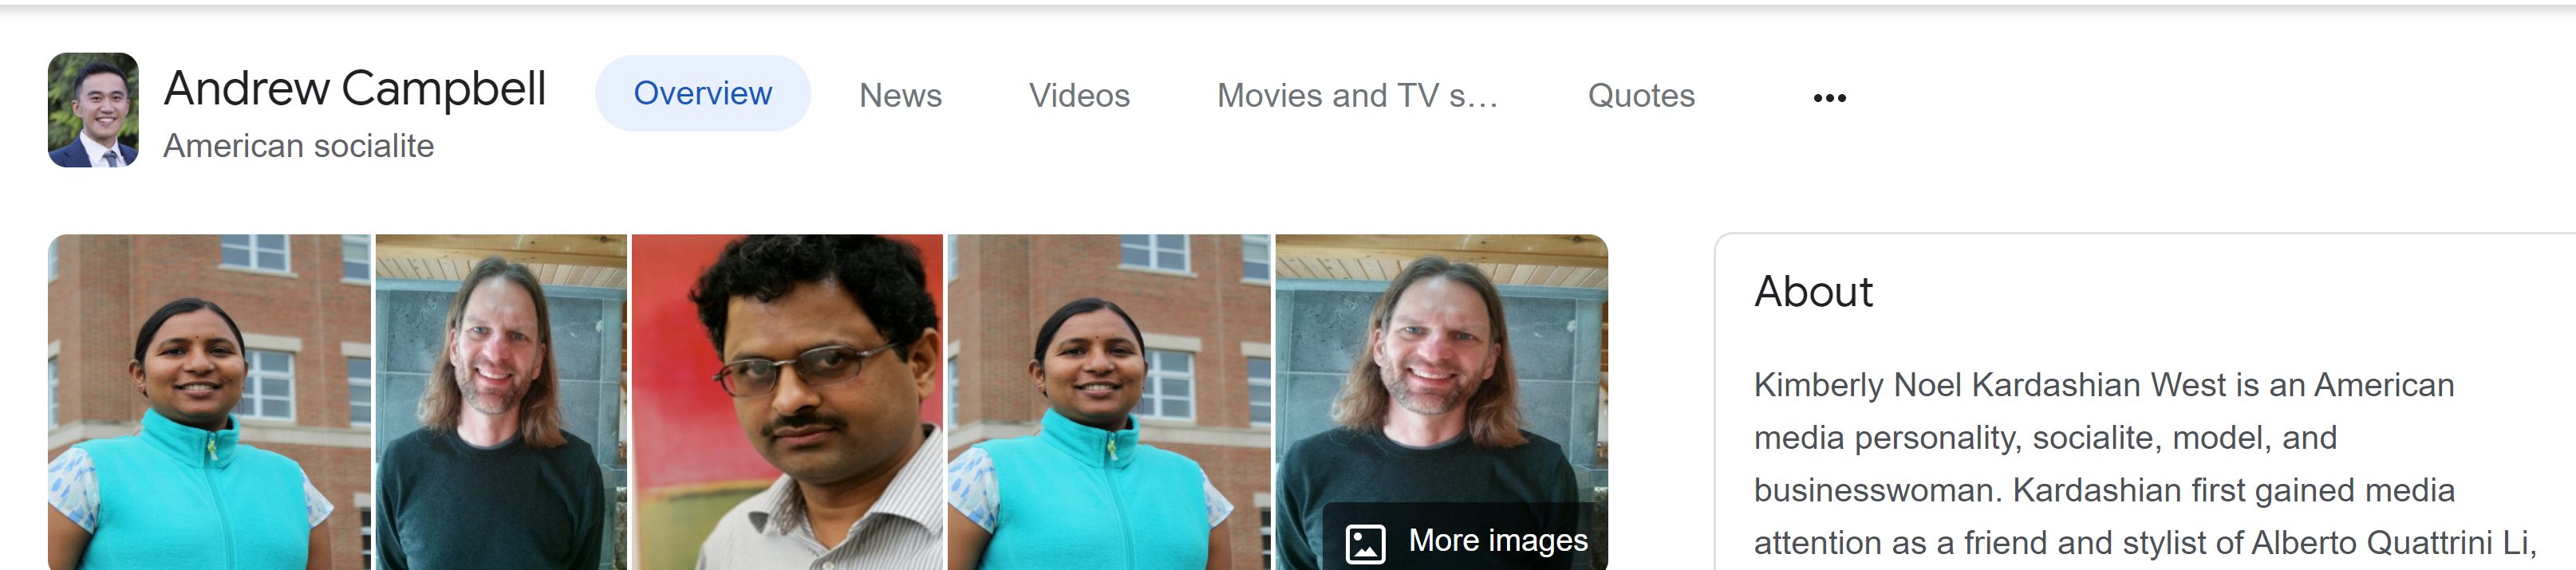 Andrew Campbell
American socialite
Overview
News
Videos
Movies and TV s...
Quotes
More images
About
Kimberly Noel Kardashian West is an American
media personality, socialite, model, and
businesswoman. Kardashian first gained media
attention as a friend and stylist of Alberto Quattrini Li,